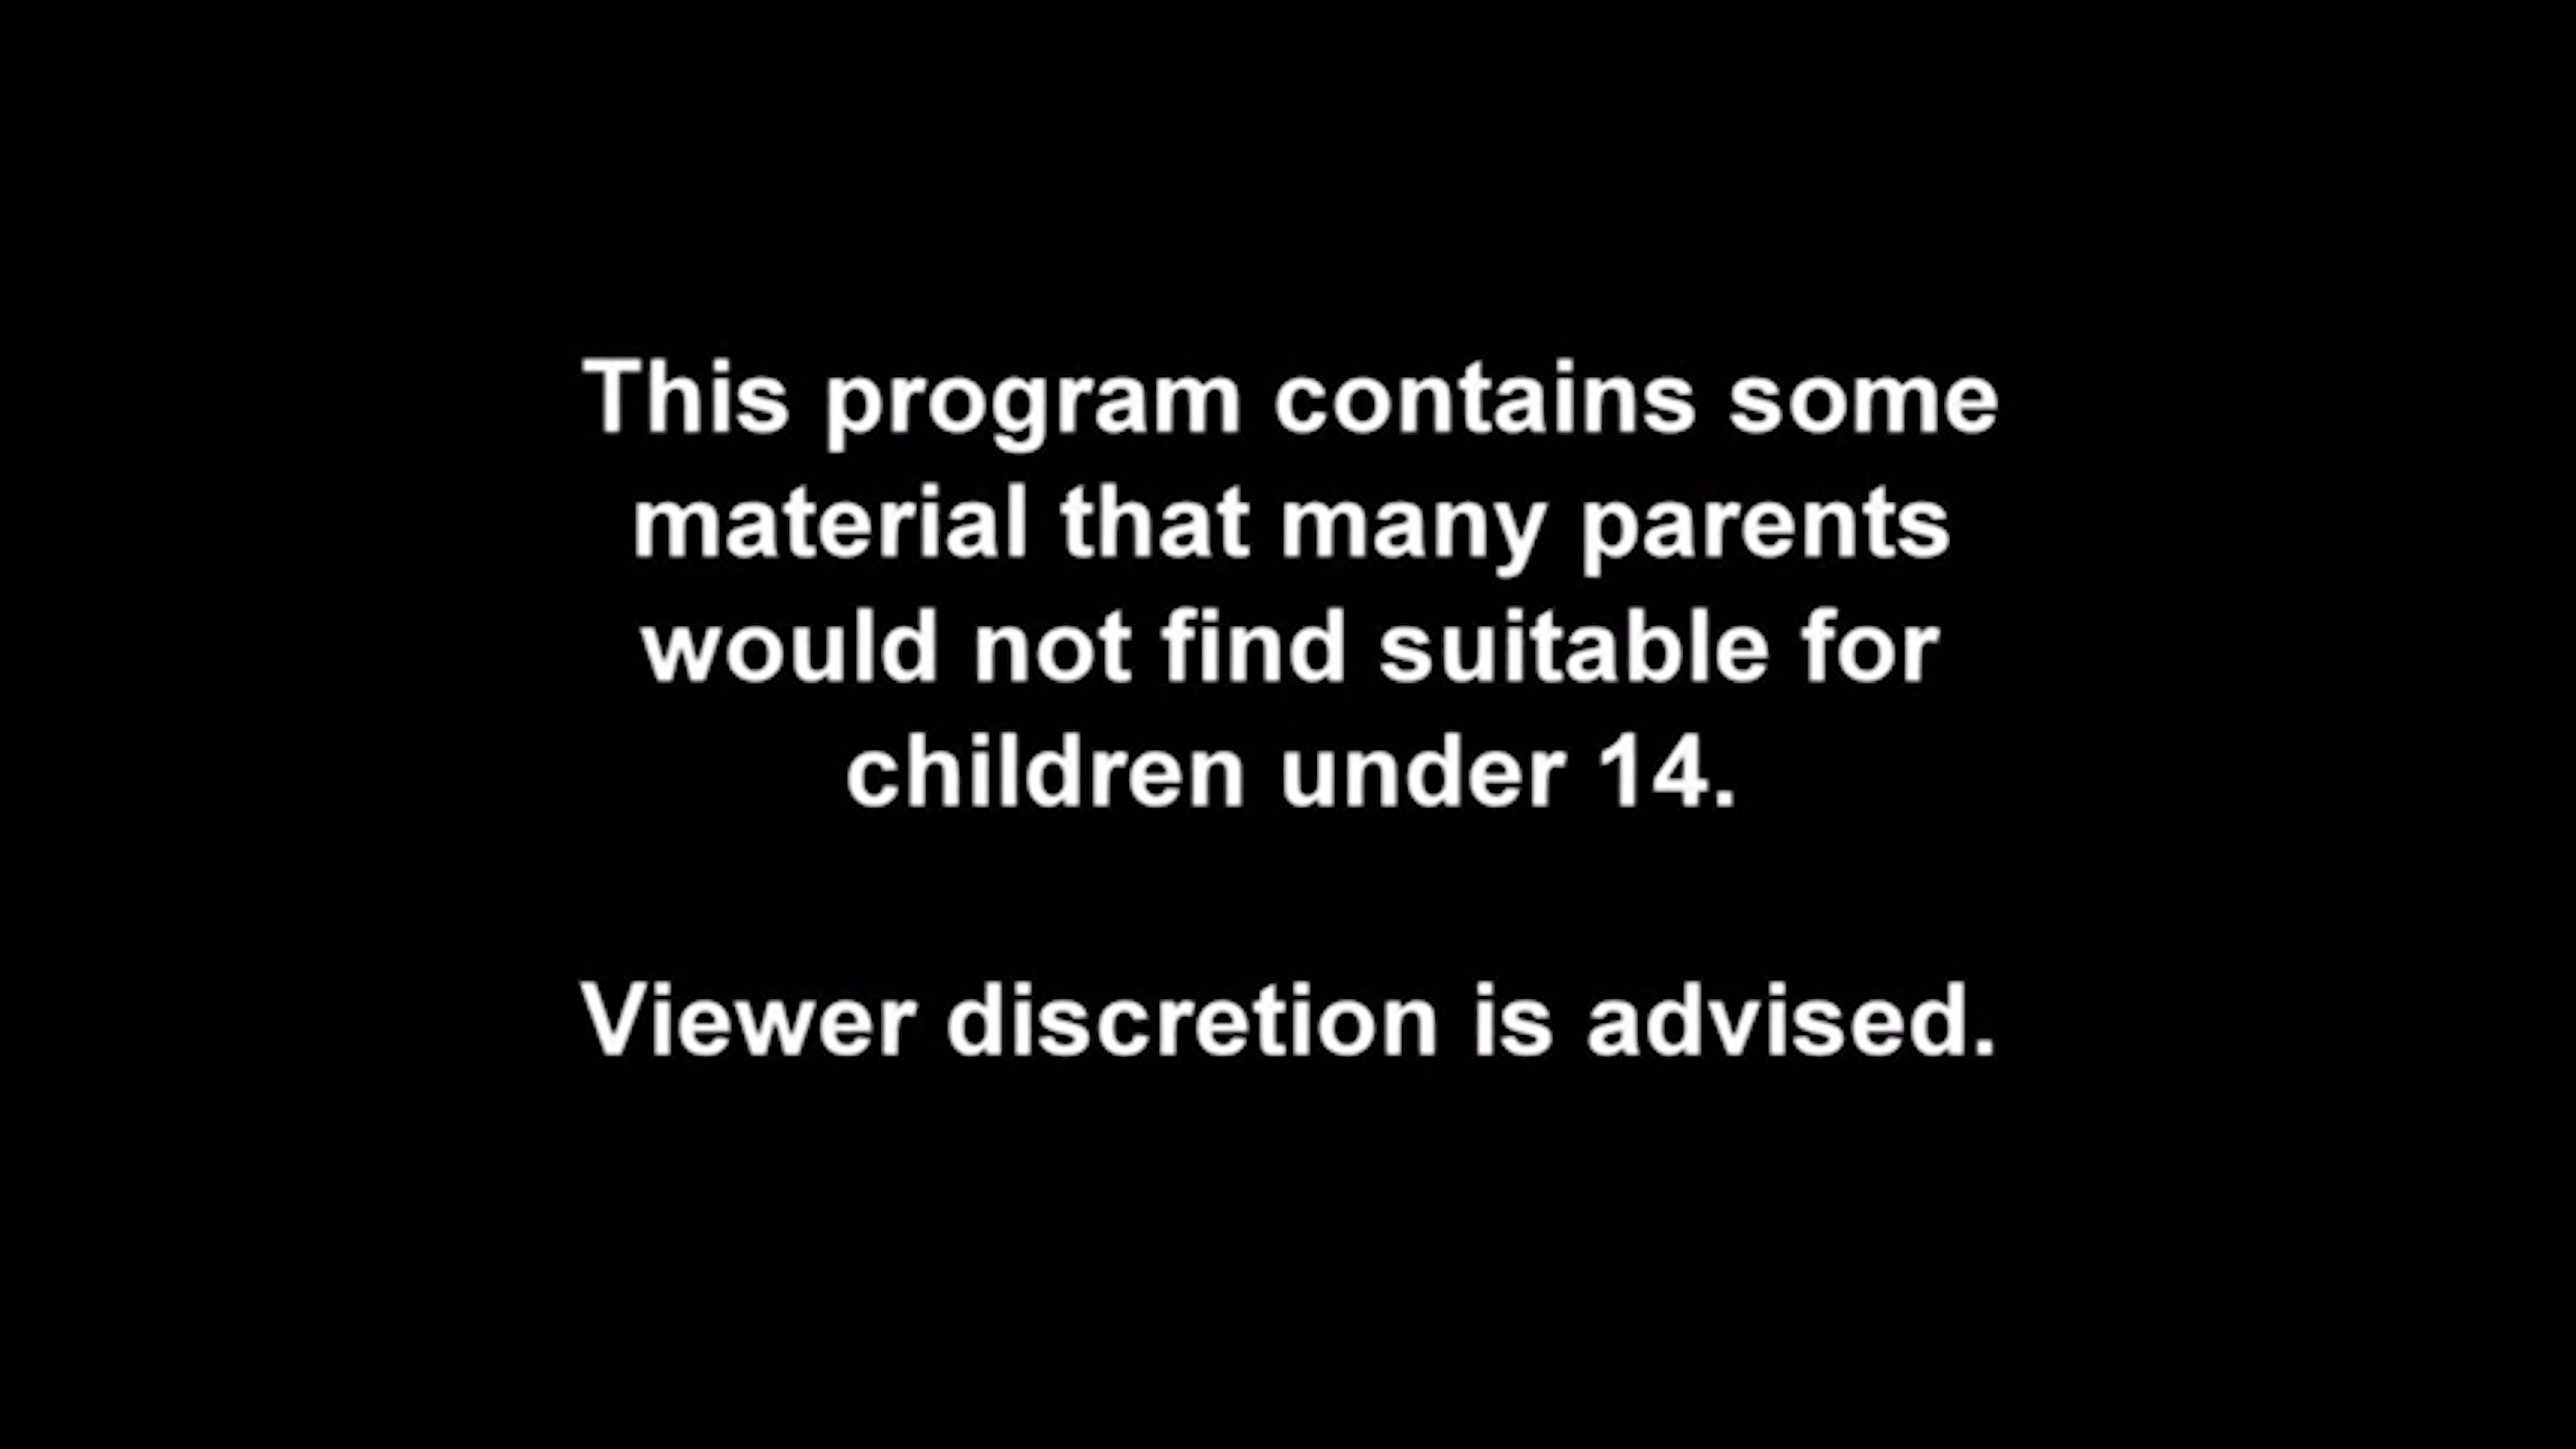 This program contains some
material that many parents
would not find suitable for
children under 14.
Viewer discretion is advised.